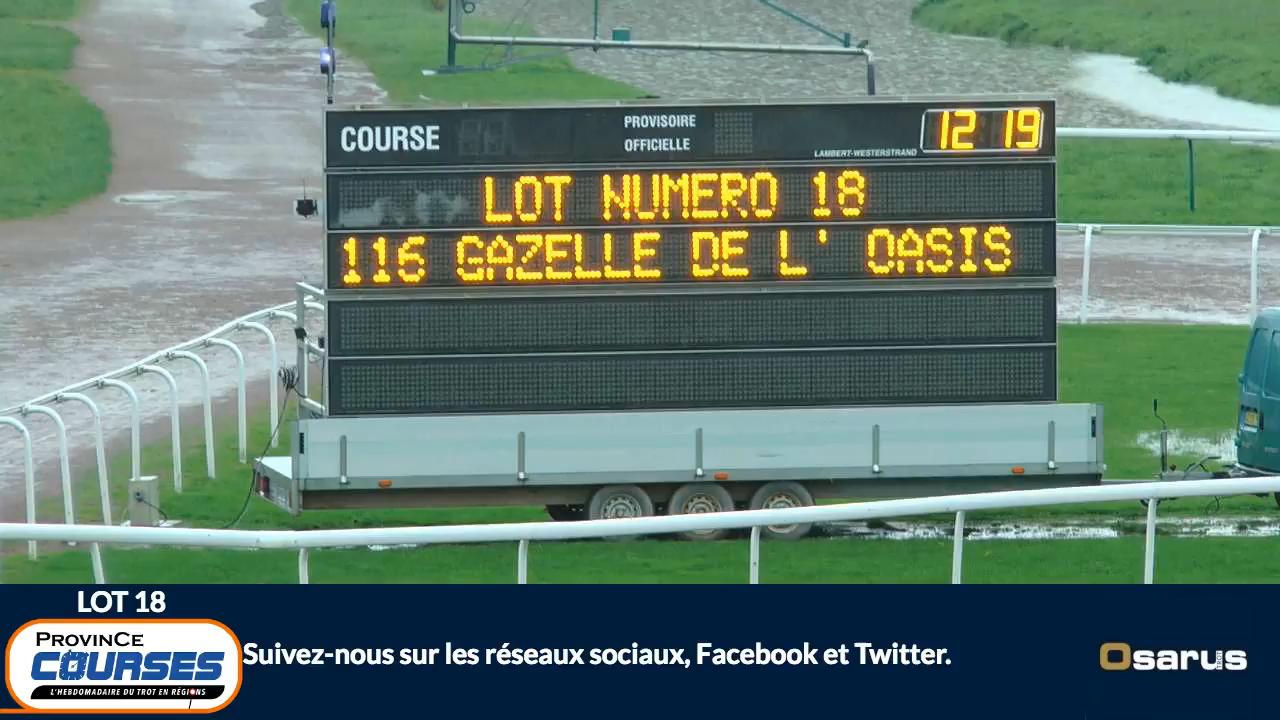 COURSE
PROVISOIRE
OFFICIELLE
LAMBERT-WESTERSTRAND
12 19
LOT NUMERO 18
116 GAZELLE DE L' OASIS
LOT 18
PROVINCE
COURSES
L'HEBDOMADAIRE DU TROT EN RÉGIONS
Suivez-nous sur les réseaux sociaux, Facebook et Twitter.
Osarus